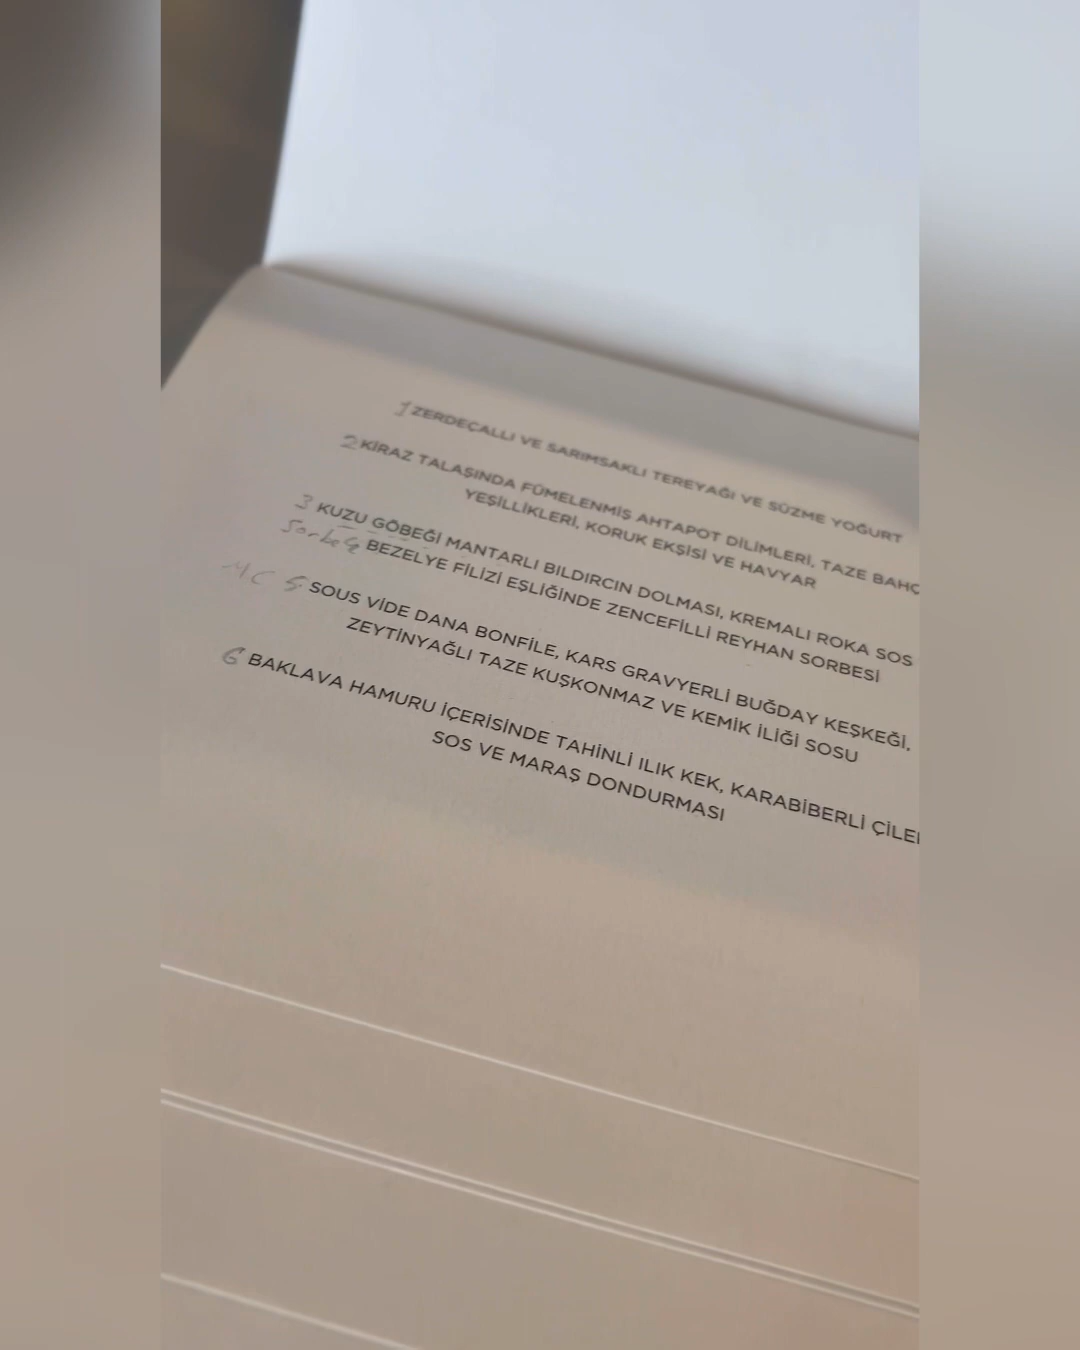 1 ZERDEÇALLI VE SARIMSAKLI TEREYAĞI VE SÜZME YOĞURT
2 KİRAZ TALAŞINDA FÜMELENMİŞ AHTAPOT DİLİMLERİ, TAZE BAHÇ
YEŞİLLİKLERİ, KORUK EKŞİSİ VE HAVYAR
3 KUZU GÖBEĞİ MANTARLI BILDIRCIN DOLMASI, KREMALI ROKA SOS
BEZELYE FİLİZİ EŞLİĞİNDE ZENCEFİLLİ REYHAN SORBESİ
MC 5 SOUS VİDE DANA BONFİLE, KARS GRAVYERLİ BUĞDAY KEŞKEĞİ,
ZEYTİNYAĞLI TAZE KUŞKONMAZ VE KEMİK İLİĞİ SOSU
6 BAKLAVA HAMURU İÇERİSİNDE TAHİNLİ ILIK KEK, KARABİBERLİ ÇİLE
SOS VE MARAŞ DONDURMASI